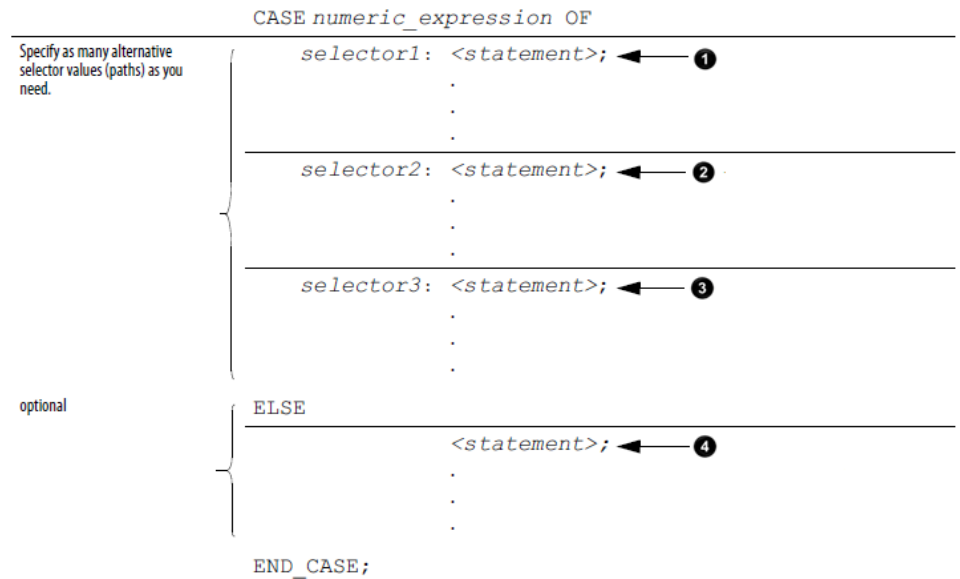 CASE numeric_expression OF
Specify as many alternative
selector values (paths) as you
need.
selector1: <statement>; 1
.
.
.
selector2: <statement>; 2
.
.
.
selector3: <statement>; 3
.
.
.
optional
ELSE
<statement>; 4
.
.
.
END_CASE;